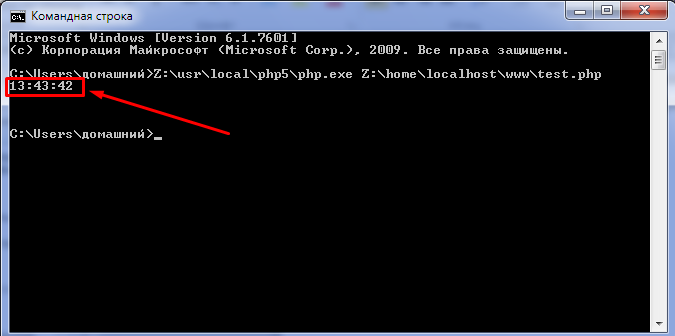 Командная строка
Microsoft Windows [Version 6.1.7601]
(c) Корпорация Майкрософт (Microsoft Corp.), 2009. Все права защищены.
C:\Users\домашний>Z:\usr\local\php5\php.exe Z:\home\localhost\www\test.php
13:43:42
C:\Users\домашний>_